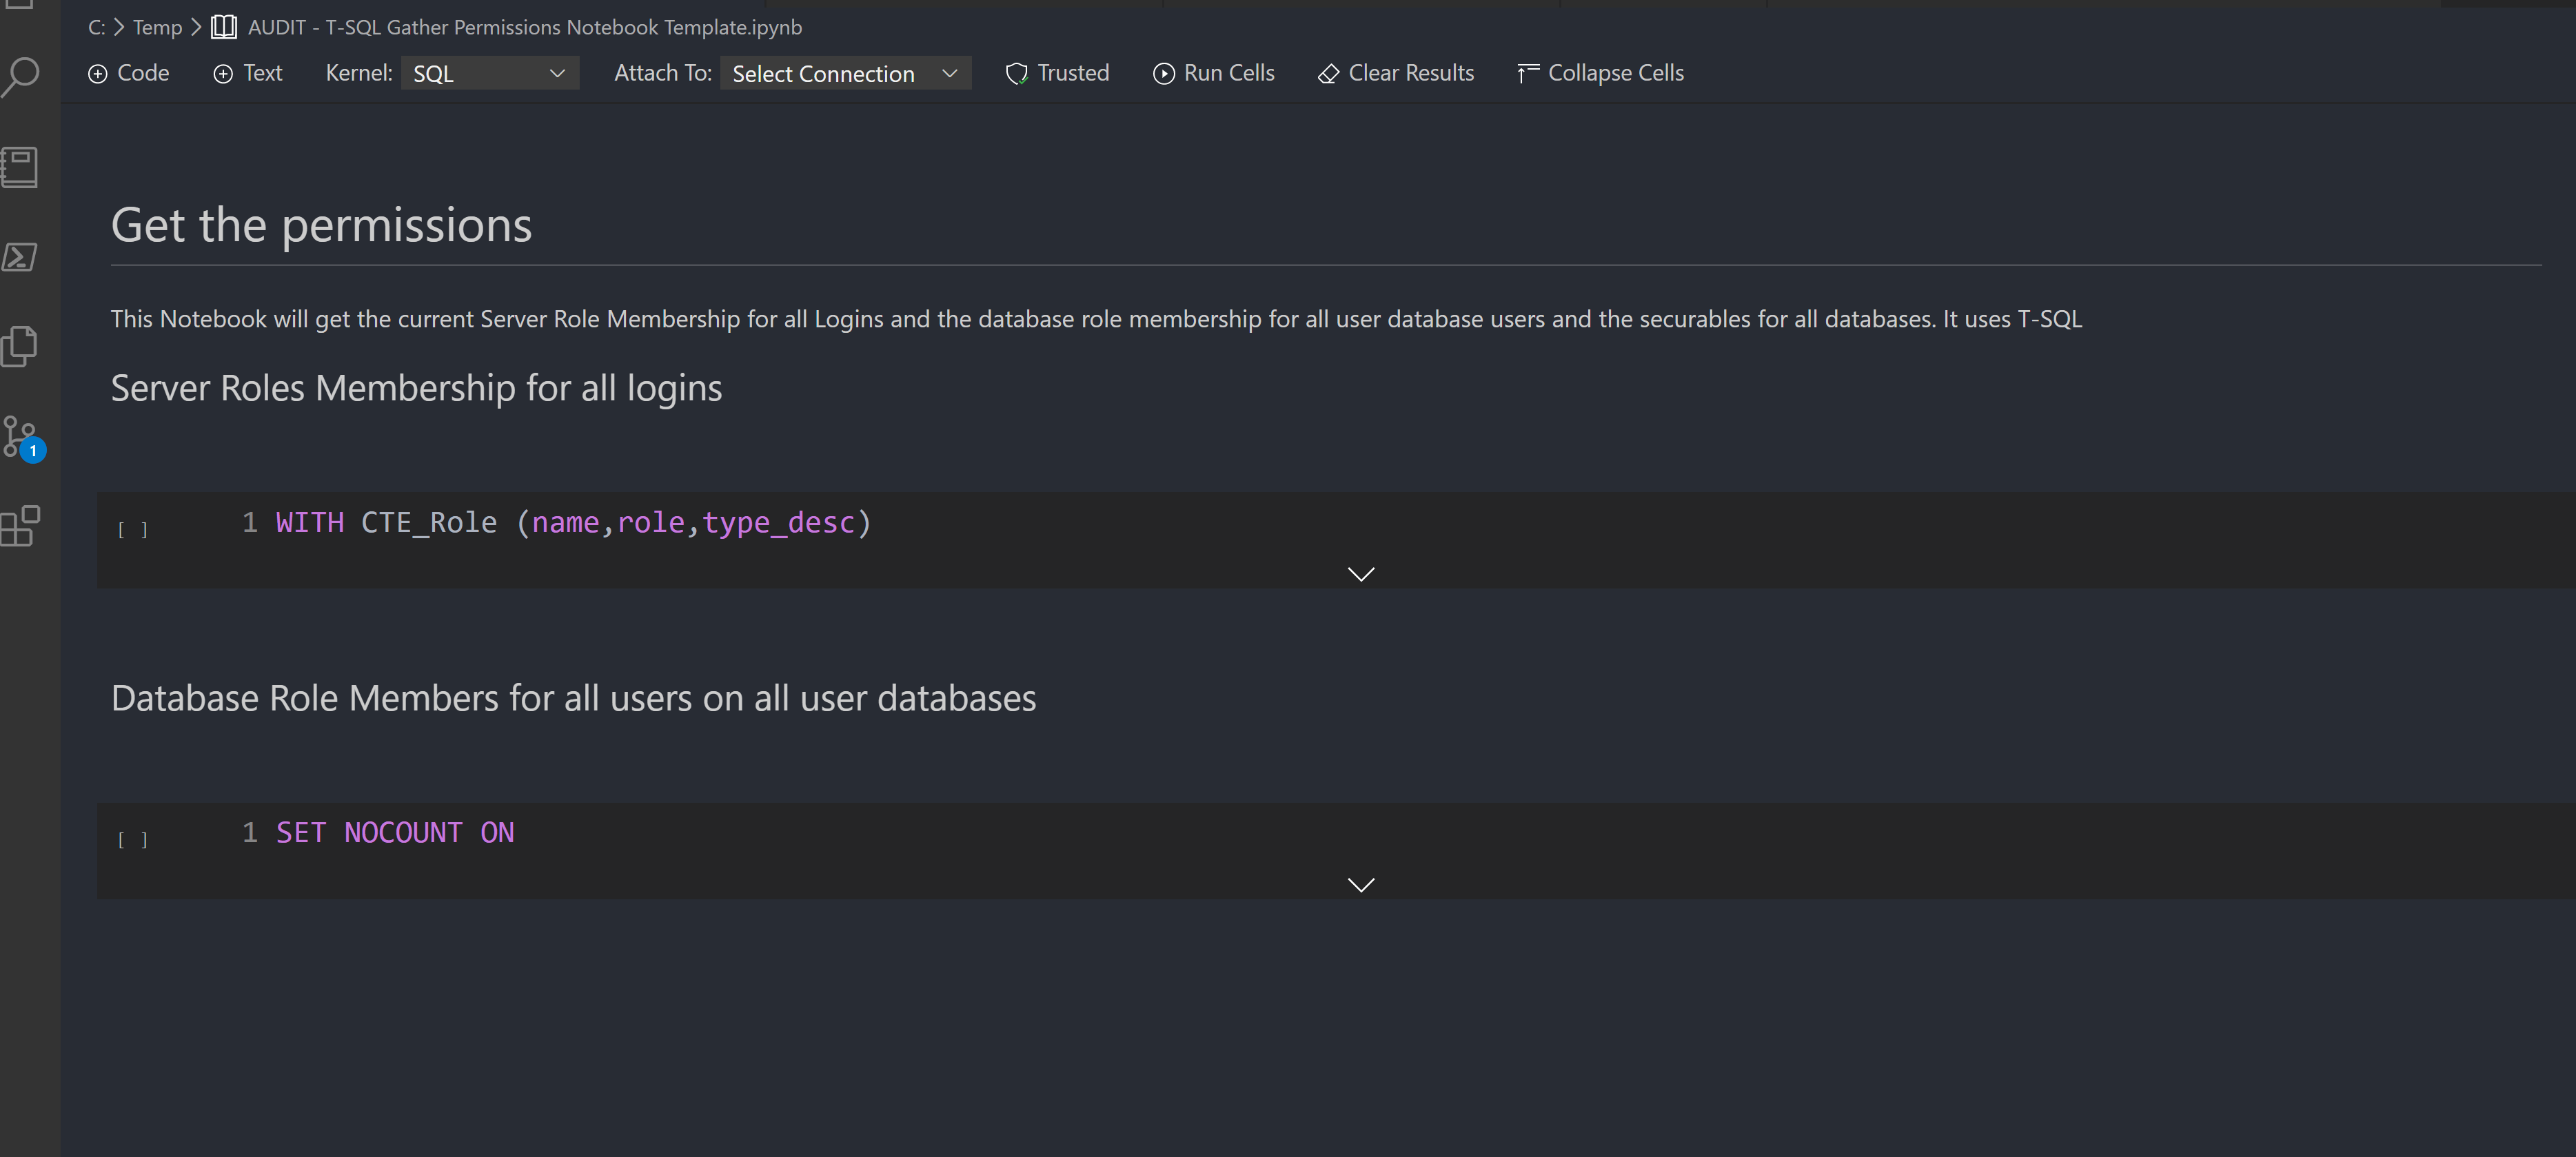 C: > Temp > AUDIT - T-SQL Gather Permissions Notebook Template.ipynb
Code Text Kernel: SQL Attach To: Select Connection Trusted Run Cells Clear Results Collapse Cells
Get the permissions
This Notebook will get the current Server Role Membership for all Logins and the database role membership for all user database users and the securables for all databases. It uses T-SQL
Server Roles Membership for all logins
1
[ ] 1 WITH CTE_Role (name,role,type_desc)
Database Role Members for all users on all user databases
[ ] 1 SET NOCOUNT ON